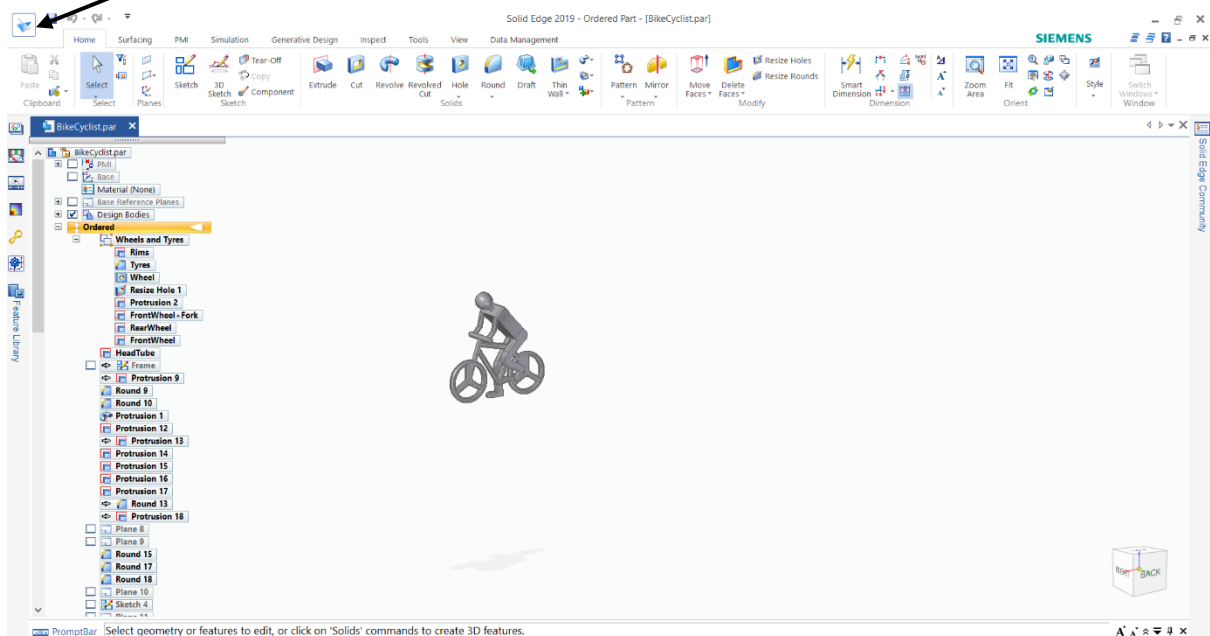 Solid Edge 2019 - Ordered Part - [BikeCyclist.par]
Home Surfacing PMI Simulation Generative Design Inspect Tools View Data Management
SIEMENS
Paste Select Sketch 3D Sketch Tear-Off Copy Component Extrude Cut Revolve Revolved Cut Hole Round Draft Thin Wall Pattern Mirror Move Faces Delete Faces Resize Holes Resize Rounds Smart Dimension Zoom Area Fit Style Switch Windows
Clipboard Select Planes Sketch Solids Pattern Modify Dimension Orient Style Window
BikeCyclist.par
BikeCyclist.par
PMI
Base
Material (None)
Base Reference Planes
Design Bodies
Ordered
Wheels and Tyres
Rims
Tyres
Wheel
Resize Hole 1
Protrusion 2
FrontWheel+Fork
RearWheel
FrontWheel
HeadTube
Frame
Protrusion 9
Round 9
Round 10
Protrusion 1
Protrusion 12
Protrusion 13
Protrusion 14
Protrusion 15
Protrusion 16
Protrusion 17
Round 13
Protrusion 18
Plane 8
Plane 9
Round 15
Round 17
Round 18
Plane 10
Sketch 4
Plane 11
Feature Library
Solid Edge Community
RIGHT BACK
PromptBar Select geometry or features to edit, or click on 'Solids' commands to create 3D features.